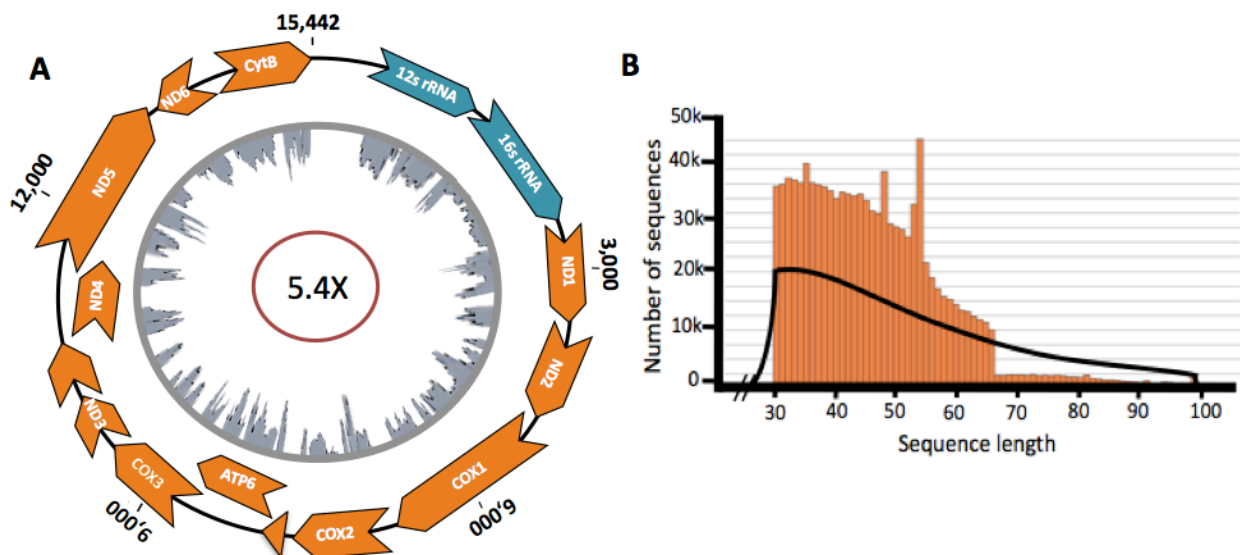 A
15,442
CytB
12s rRNA
16s rRNA
ND1
3,000
ND2
COX1
6,000
COX2
ATP6
COX3
9,000
ND3
ND4
ND5
12,000
ND6
5.4X
B
Number of sequences
50k
40k
30k
20k
10k
0
30 40 50 60 70 80 90 100
Sequence length